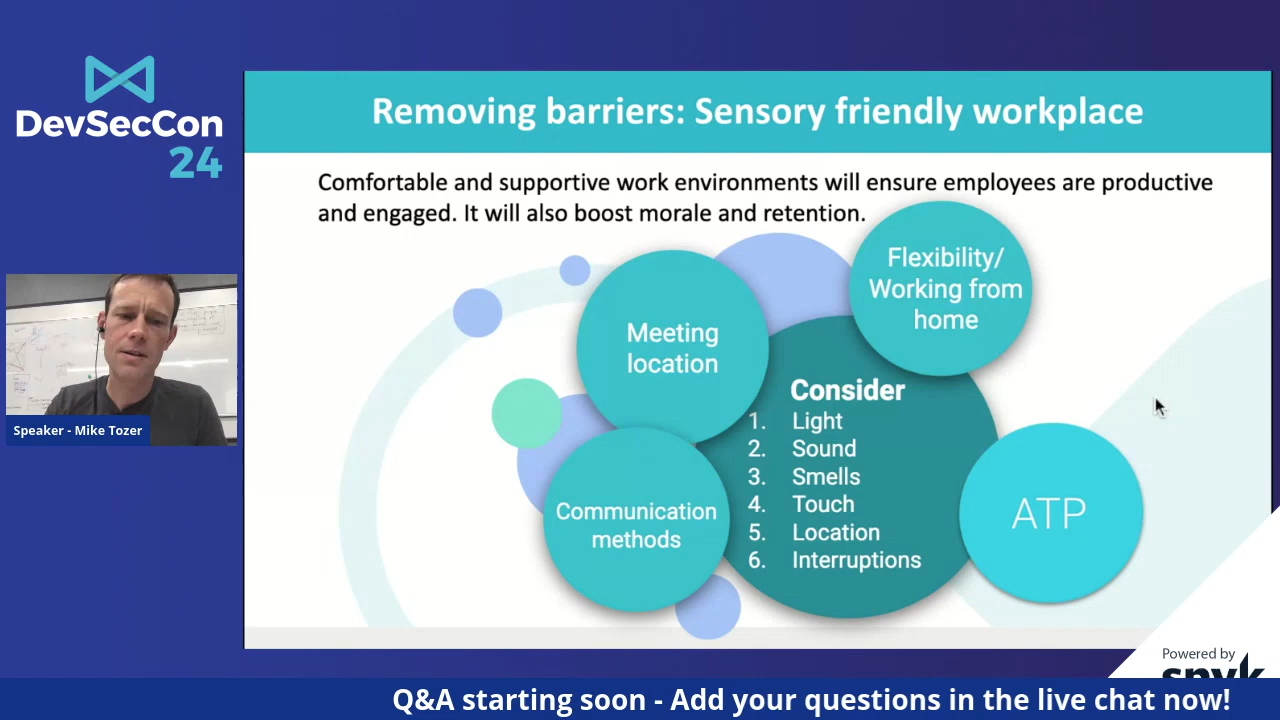 DevSecCon
24
Removing barriers: Sensory friendly workplace
Comfortable and supportive work environments will ensure employees are productive
and engaged. It will also boost morale and retention.
Flexibility/
Working from
home
Meeting
location
Consider
1. Light
2. Sound
3. Smells
4. Touch
5. Location
6. Interruptions
Communication
methods
ATP
Speaker - Mike Tozer
Powered by
snyk
Q&A starting soon - Add your questions in the live chat now!